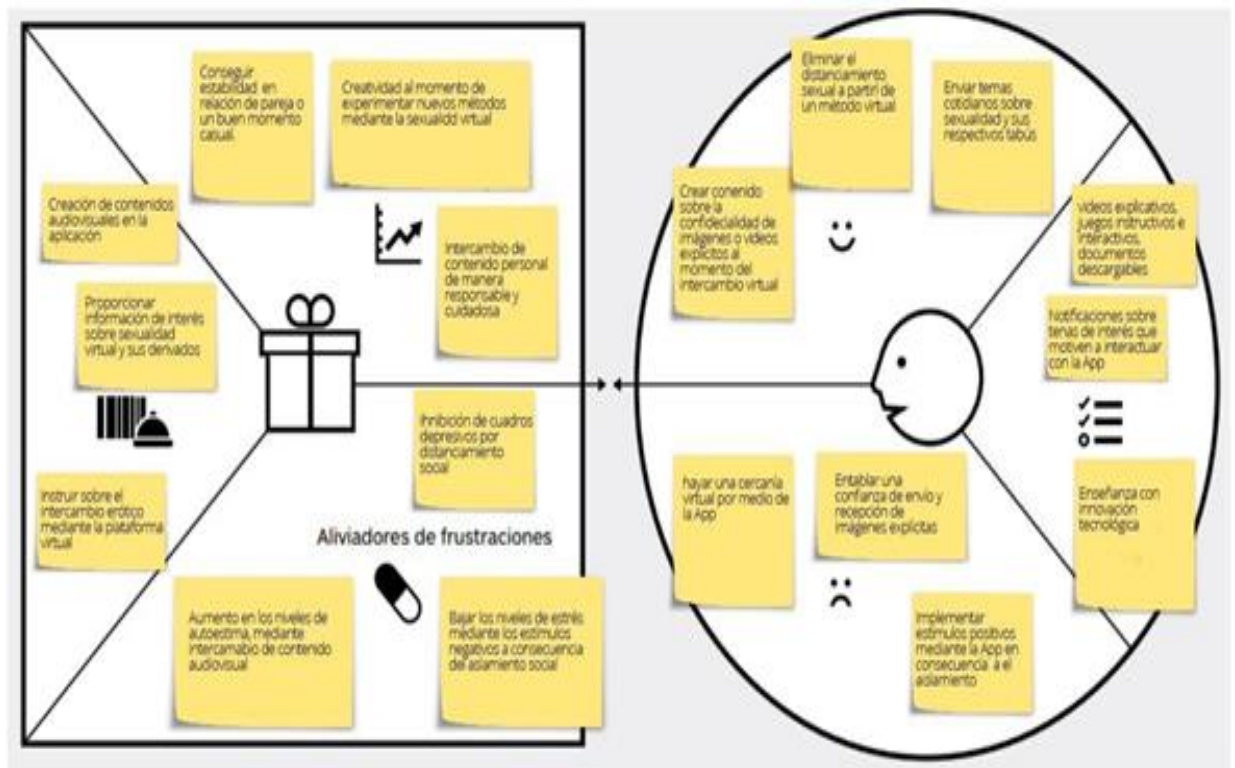 Conseguir
estabilidad en
relación de pareja o
un buen momento
casual.
Creatividad al momento de
experimentar nuevos métodos
mediante la sexualidd virtual
Creación de contenidos
audiovisuales en la
aplicación
Intercambio de
contenido personal
de manera
responsable y
cuidadosa
Proporcionar
información de interés
sobre sexualidad
virtual y sus derivados
Inhibición de cuadros
depresivos por
distanciamiento
social
Instruir sobre el
intercambio erótico
mediante la plataforma
virtual
Aliviadores de frustraciones
Aumento en los niveles de
autoestima, mediante
intercamabio de contenido
audiovisual
Bajar los niveles de estrés
mediante los estímulos
negativos a consecuencia
del aislamiento social
Eliminar el
distanciamiento
sexual a partiri de
un método virtual
Enviar temas
cotidianos sobre
sexualidad y sus
respectivos tabús
Crear conenido
sobre la
confidecialidad de
imágenes o videos
explícitos al
momento del
intercambio virtual
videos explicativos,
juegos instructivos e
interactivos,
documentos
descargables
Notificaciones sobre
temas de interés que
motiven a interactuar
con la App
hayar una cercanía
virtual por medio de
la App
Entablar una
confianza de envío y
recepción de
imágenes explícitas
Enseñanza con
innovación
tecnológica
Implementar
estímulos positivos
mediante la App en
consecuencia a el
aislamiento